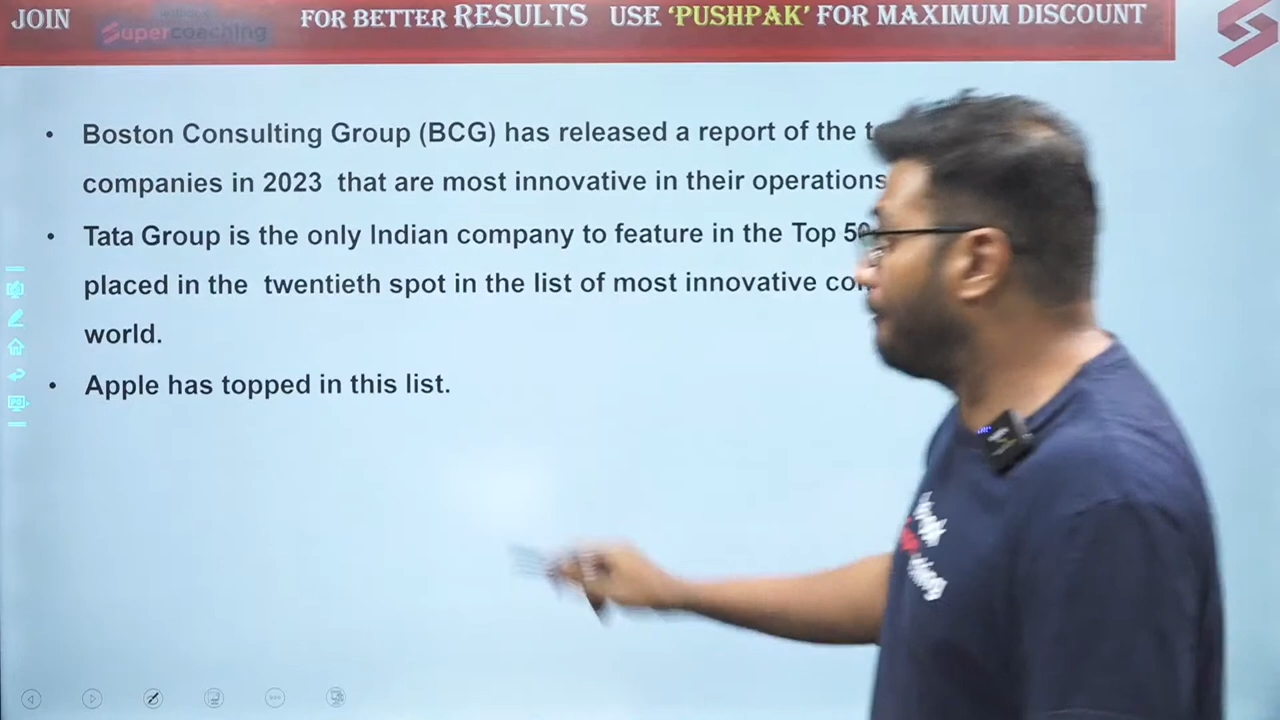 JOIN
Supercoaching
FOR BETTER RESULTS USE ‘PUSHPAK’ FOR MAXIMUM DISCOUNT
• Boston Consulting Group (BCG) has released a report of the
companies in 2023 that are most innovative in their operations
• Tata Group is the only Indian company to feature in the Top 50
placed in the twentieth spot in the list of most innovative
world.
• Apple has topped in this list.